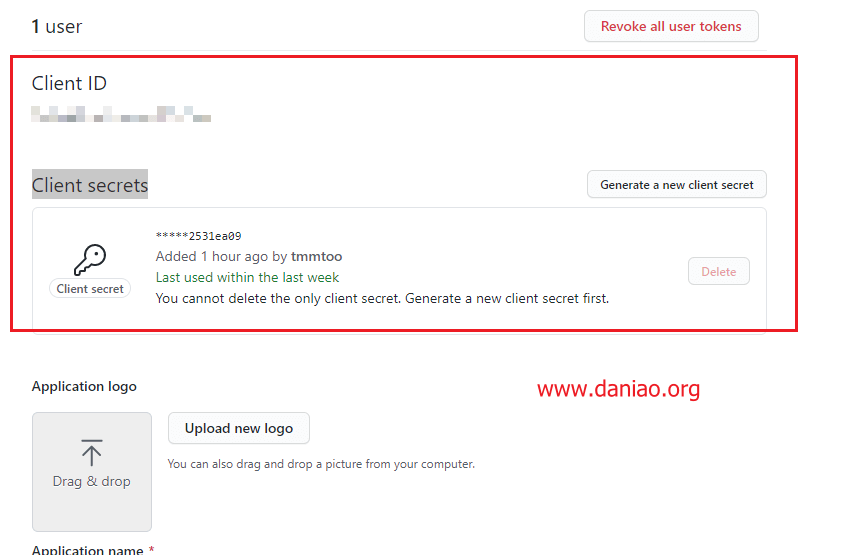 1 user
Revoke all user tokens
Client ID
Client secrets
Generate a new client secret
*****2531ea09
Added 1 hour ago by tmmtoo
Last used within the last week
You cannot delete the only client secret. Generate a new client secret first.
Client secret
Delete
Application logo
www.daniao.org
Drag & drop
Upload new logo
You can also drag and drop a picture from your computer.
Application name *